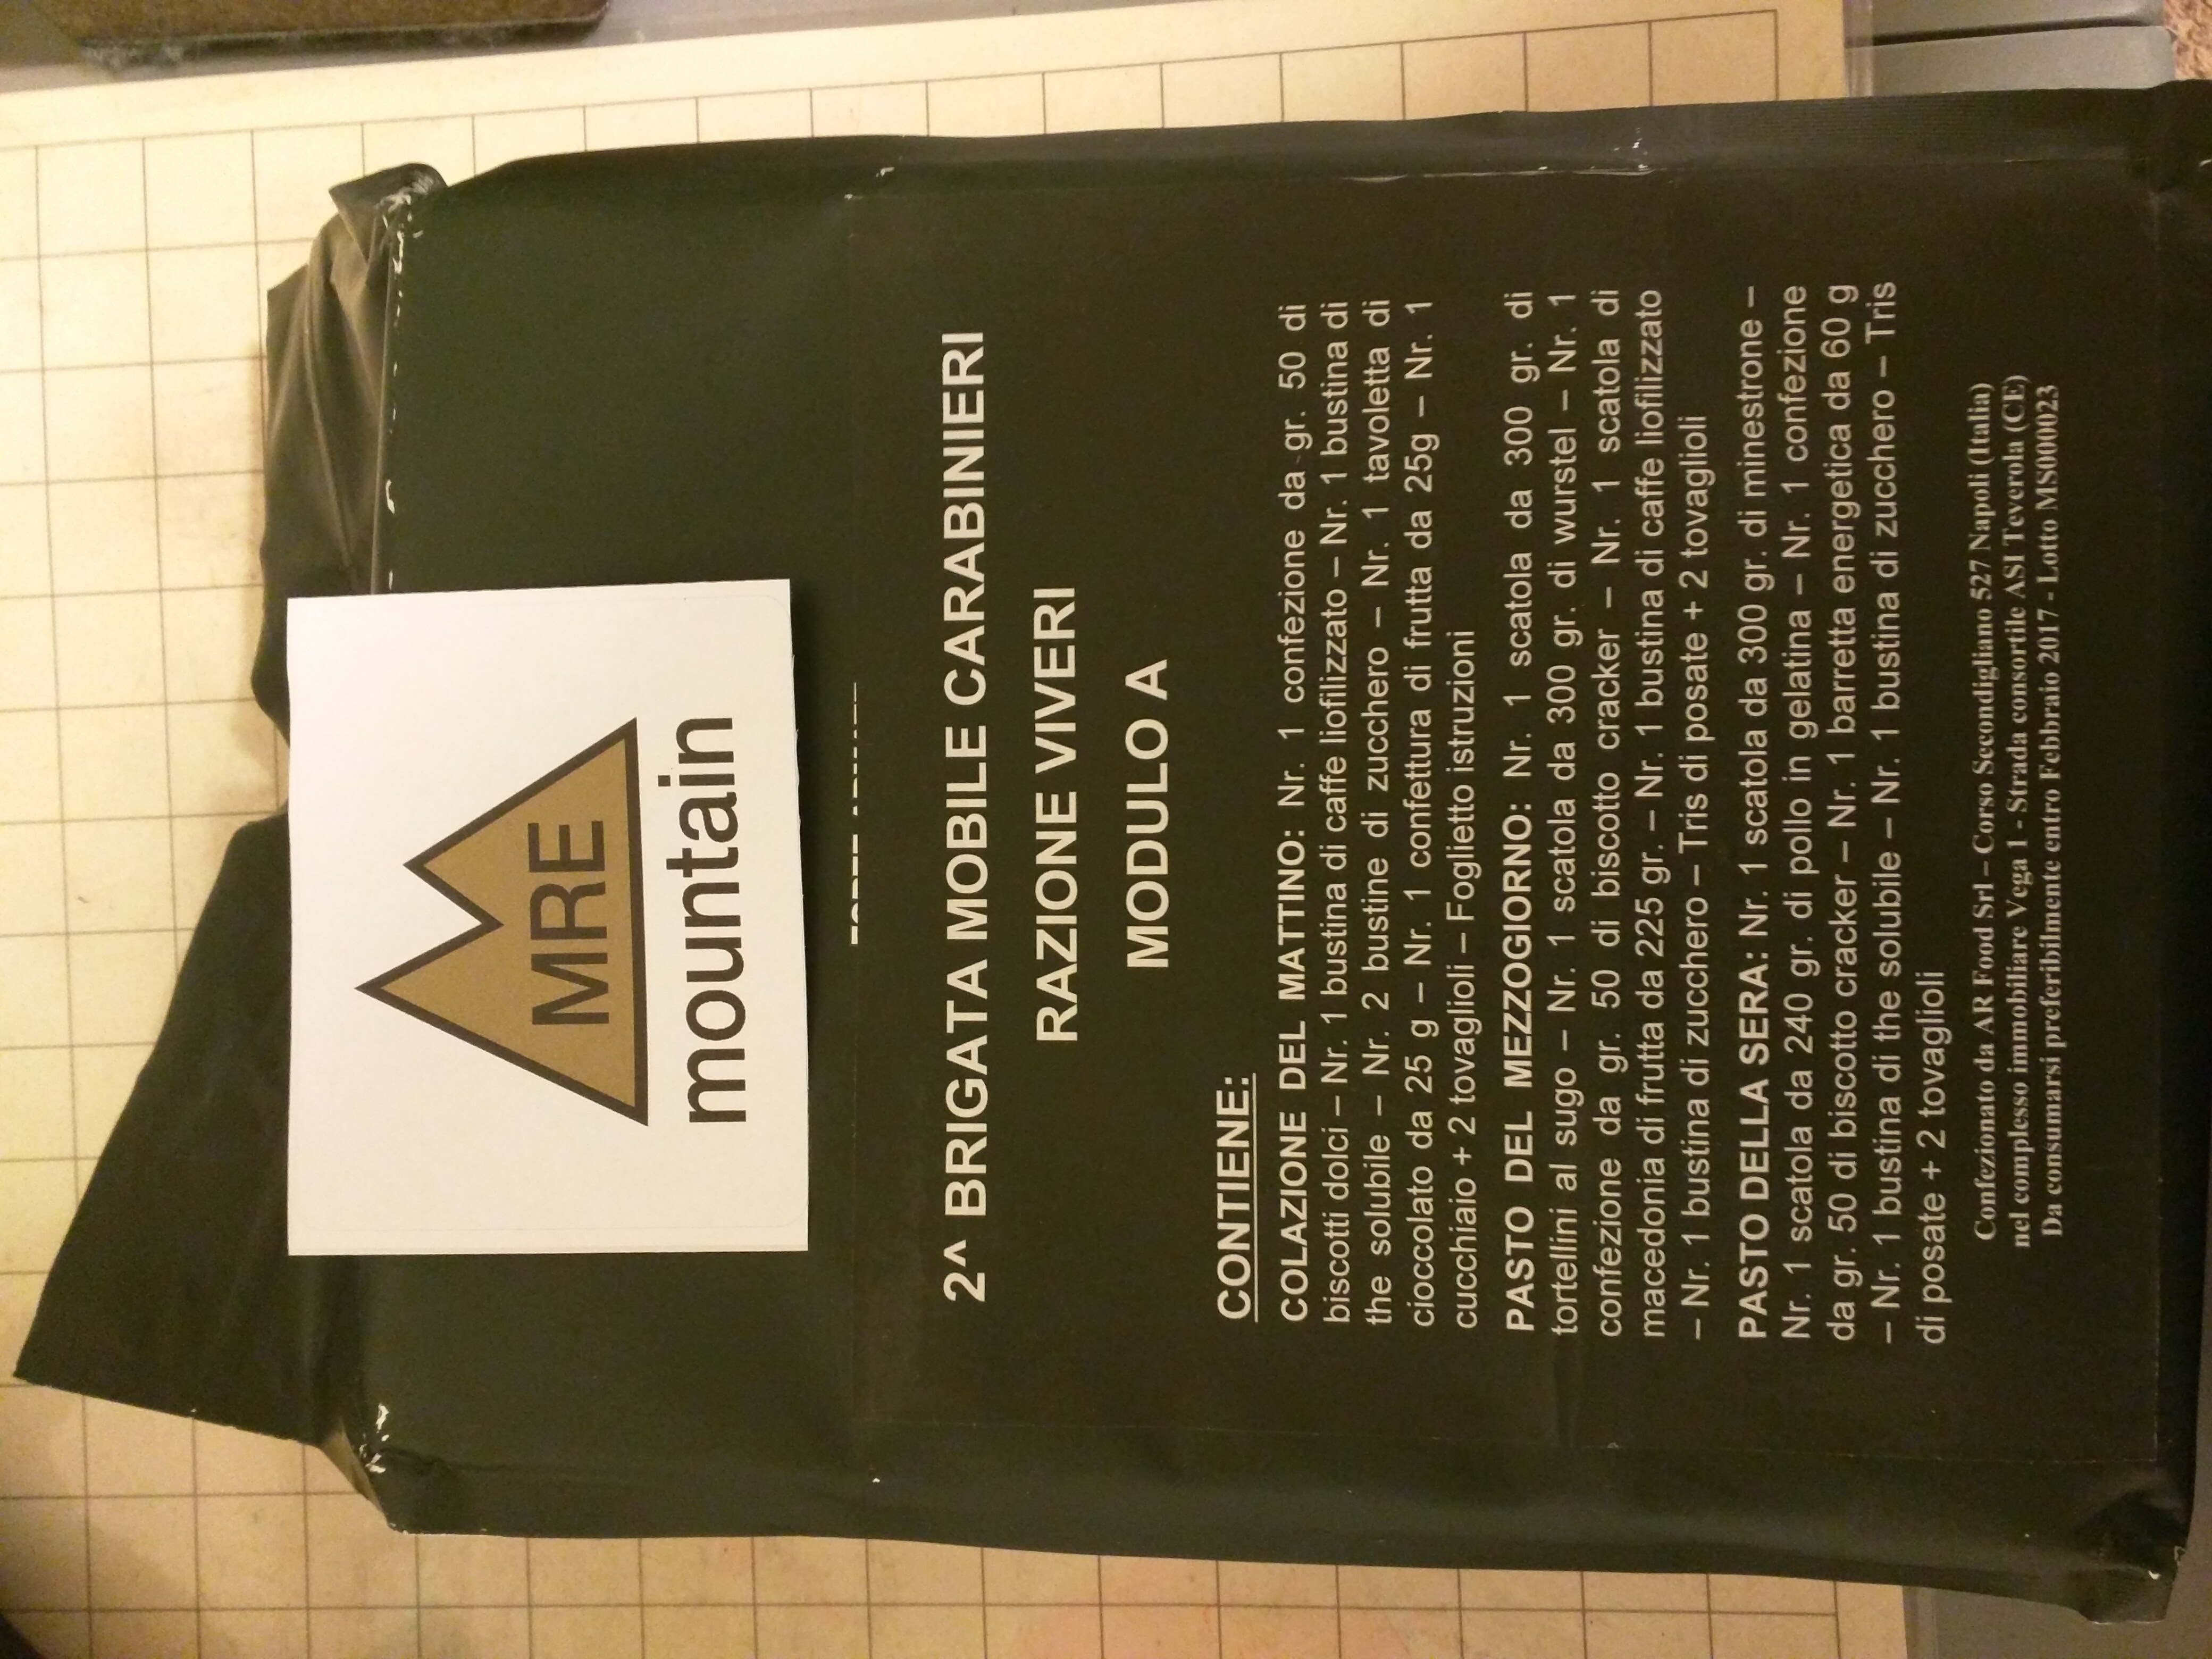 MRE
mountain
2^ BRIGATA MOBILE CARABINIERI
RAZIONE VIVERI
MODULO A
CONTIENE:
COLAZIONE DEL MATTINO: Nr. 1 confezione da gr. 50 di
biscotti dolci – Nr. 1 bustina di caffe liofilizzato – Nr. 1 bustina di
the solubile – Nr. 2 bustine di zucchero – Nr. 1 tavoletta di
cioccolato da 25 g – Nr. 1 confettura di frutta da 25g – Nr. 1
cucchiaio + 2 tovaglioli – Foglietto istruzioni
PASTO DEL MEZZOGIORNO: Nr. 1 scatola da 300 gr. di
tortellini al sugo – Nr. 1 scatola da 300 gr. di wurstel – Nr. 1
confezione da gr. 50 di biscotto cracker – Nr. 1 scatola di
macedonia di frutta da 225 gr. – Nr. 1 bustina di caffe liofilizzato
– Nr. 1 bustina di zucchero – Tris di posate + 2 tovaglioli
PASTO DELLA SERA: Nr. 1 scatola da 300 gr. di minestrone –
Nr. 1 scatola da 240 gr. di pollo in gelatina – Nr. 1 confezione
da gr. 50 di biscotto cracker – Nr. 1 barretta energetica da 60 g
– Nr. 1 bustina di the solubile – Nr. 1 bustina di zucchero – Tris
di posate + 2 tovaglioli
Confezionato da AR Food Srl – Corso Secondigliano 527 Napoli (Italia)
nel complesso immobiliare Vega 1 - Strada consortile ASI Teverola (CE)
Da consumarsi preferibilmente entro Febbraio 2017 - Lotto MS00023